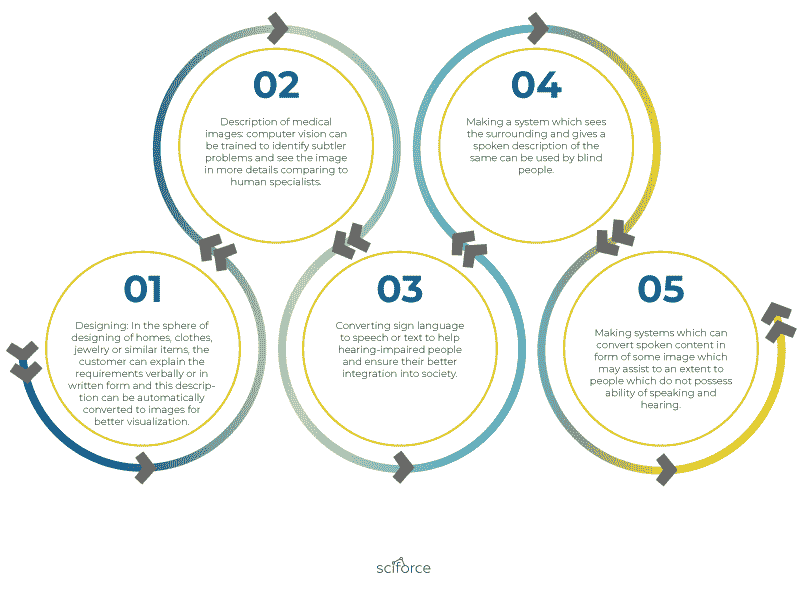 01
Designing: In the sphere of
designing of homes, clothes,
jewelry or similar items, the
customer can explain the
requirements verbally or in
written form and this descrip-
tion can be automatically
converted to images for
better visualization.
02
Description of medical
images: computer vision can
be trained to identify subtler
problems and see the image
in more details comparing to
human specialists.
03
Converting sign language
to speech or text to help
hearing-impaired people
and ensure their better
integration into society.
04
Making a system which sees
the surrounding and gives a
spoken description of the
same can be used by blind
people.
05
Making systems which can
convert spoken content in
form of some image which
may assist to an extent to
people which do not possess
ability of speaking and
hearing.
sciforce